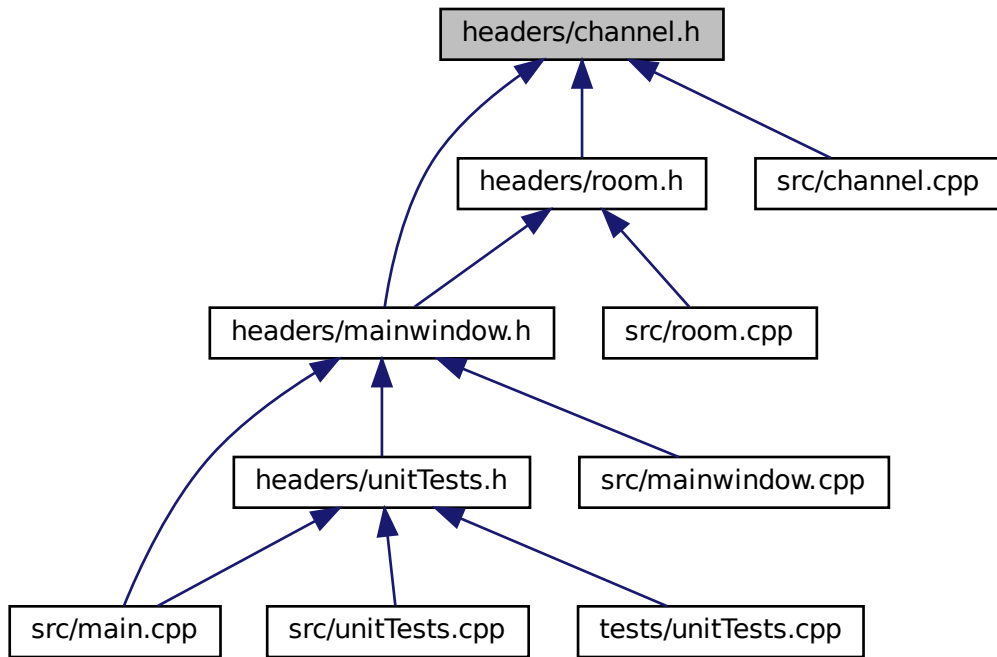 headers/channel.h
headers/room.h
src/channel.cpp
headers/mainwindow.h
src/room.cpp
headers/unitTests.h
src/mainwindow.cpp
src/main.cpp
src/unitTests.cpp
tests/unitTests.cpp